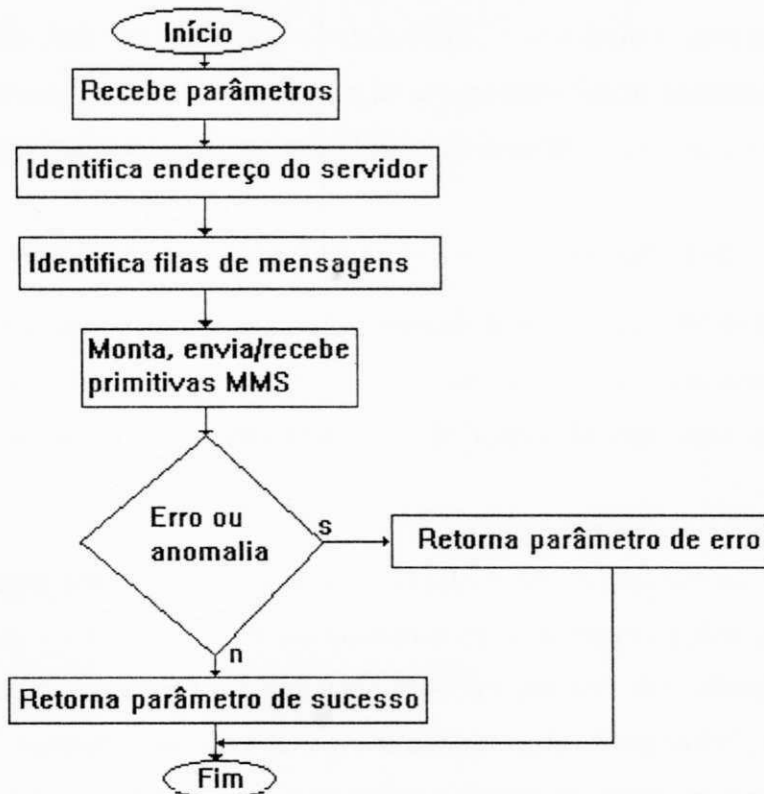 Início
Recebe parâmetros
Identifica endereço do servidor
Identifica filas de mensagens
Monta, envia/recebe
primitivas MMS
Erro ou
anomalia
s
Retorna parâmetro de erro
n
Retorna parâmetro de sucesso
Fim